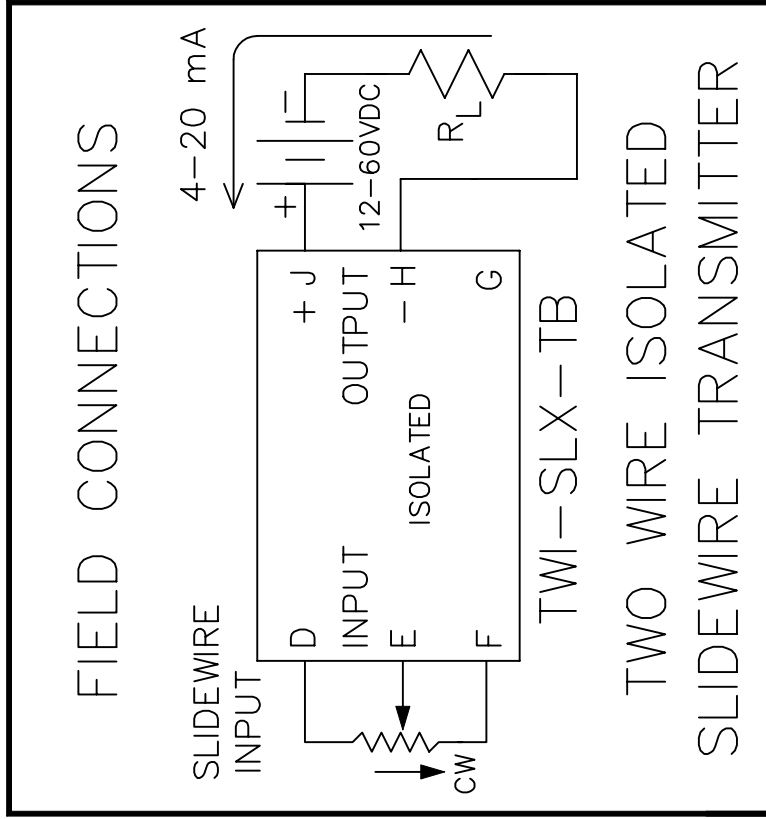 FIELD CONNECTIONS
SLIDEWIRE
INPUT
4-20 mA
D
+ J
+
-
INPUT
OUTPUT
12-60VDC
E
- H
ISOLATED
RL
F
G
CW
TWI-SLX-TB
TWO WIRE ISOLATED
SLIDEWIRE TRANSMITTER